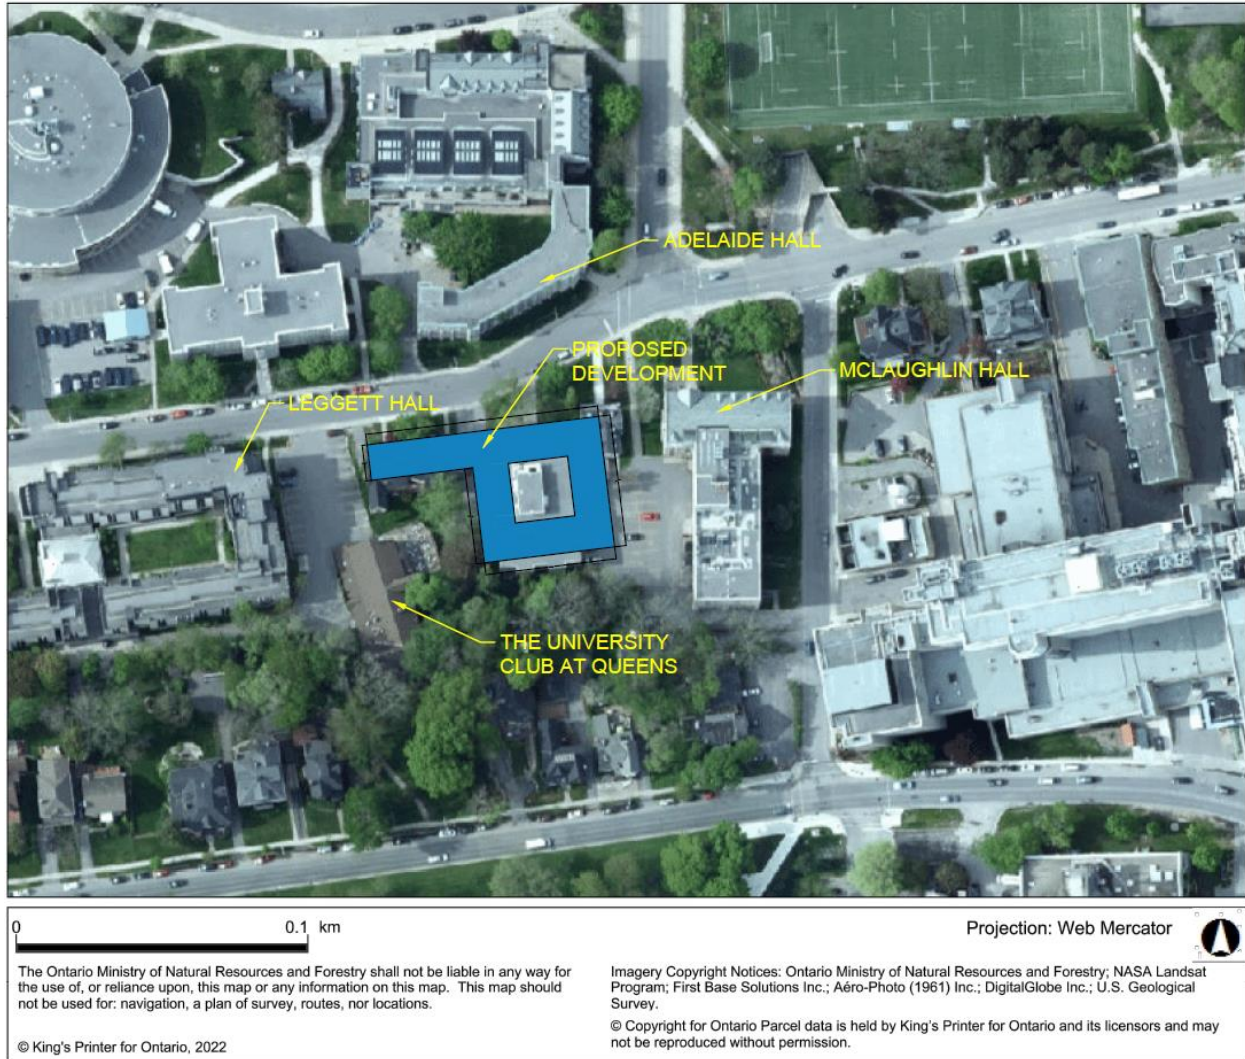 ADELAIDE HALL
PROPOSED
DEVELOPMENT
MCLAUGHLIN HALL
LEGGETT HALL
THE UNIVERSITY
CLUB AT QUEENS
0 0.1 km
Projection: Web Mercator
The Ontario Ministry of Natural Resources and Forestry shall not be liable in any way for
the use of, or reliance upon, this map or any information on this map. This map should
not be used for: navigation, a plan of survey, routes, nor locations.
© King's Printer for Ontario, 2022
Imagery Copyright Notices: Ontario Ministry of Natural Resources and Forestry; NASA Landsat
Program; First Base Solutions Inc.; Aéro-Photo (1961) Inc.; DigitalGlobe Inc.; U.S. Geological
Survey.
© Copyright for Ontario Parcel data is held by King's Printer for Ontario and its licensors and may
not be reproduced without permission.